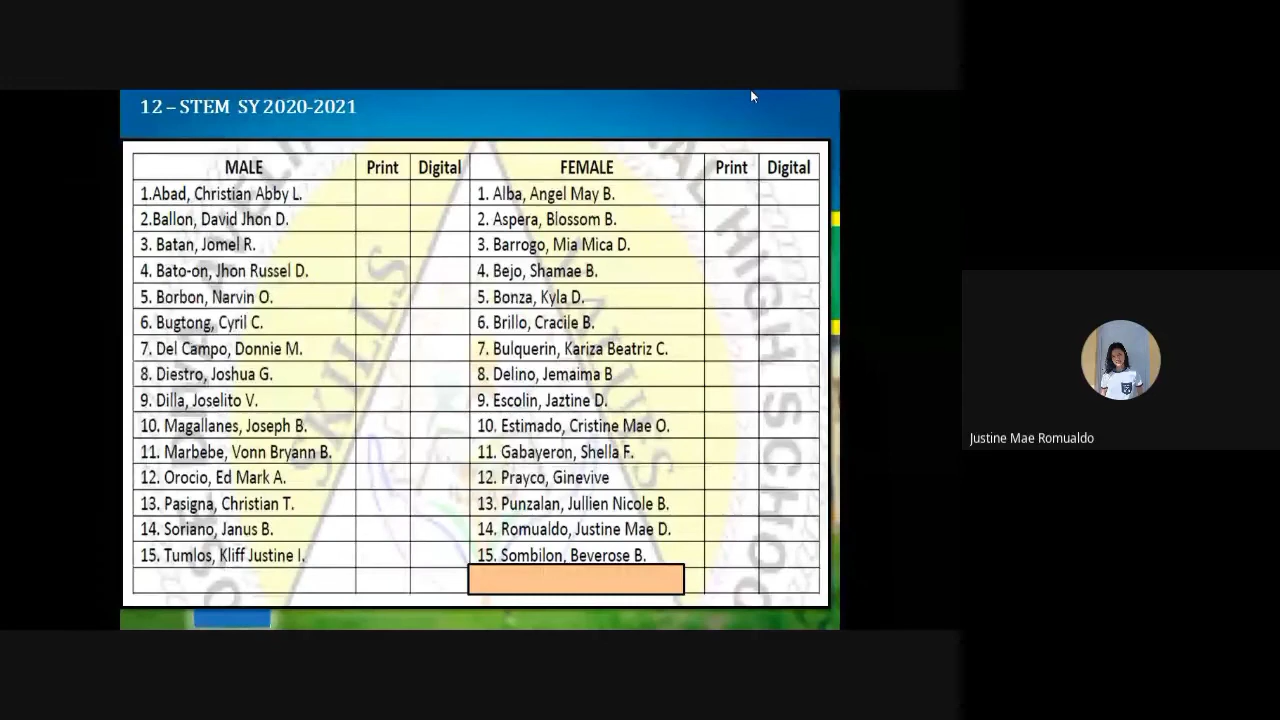 12 – STEM SY 2020-2021
MALE Print Digital FEMALE Print Digital
1.Abad, Christian Abby L. 1. Alba, Angel May B.
2.Ballon, David Jhon D. 2. Aspera, Blossom B.
3. Batan, Jomel R. 3. Barrogo, Mia Mica D.
4. Bato-on, Jhon Russel D. 4. Bejo, Shamae B.
5. Borbon, Narvin O. 5. Bonza, Kyla D.
6. Bugtong, Cyril C. 6. Brillo, Cracile B.
7. Del Campo, Donnie M. 7. Bulquerin, Kariza Beatriz C.
8. Diestro, Joshua G. 8. Delino, Jemaima B
9. Dilla, Joselito V. 9. Escolin, Jaztine D.
10. Magallanes, Joseph B. 10. Estimado, Cristine Mae O.
11. Marbebe, Vonn Bryann B. 11. Gabayeron, Shella F.
12. Orocio, Ed Mark A. 12. Prayco, Ginevive
13. Pasigna, Christian T. 13. Punzalan, Jullien Nicole B.
14. Soriano, Janus B. 14. Romualdo, Justine Mae D.
15. Tumlos, Kliff Justine I. 15. Sombilon, Beverose B.
SKILLS
HIGH SCHOOL
Justine Mae Romualdo